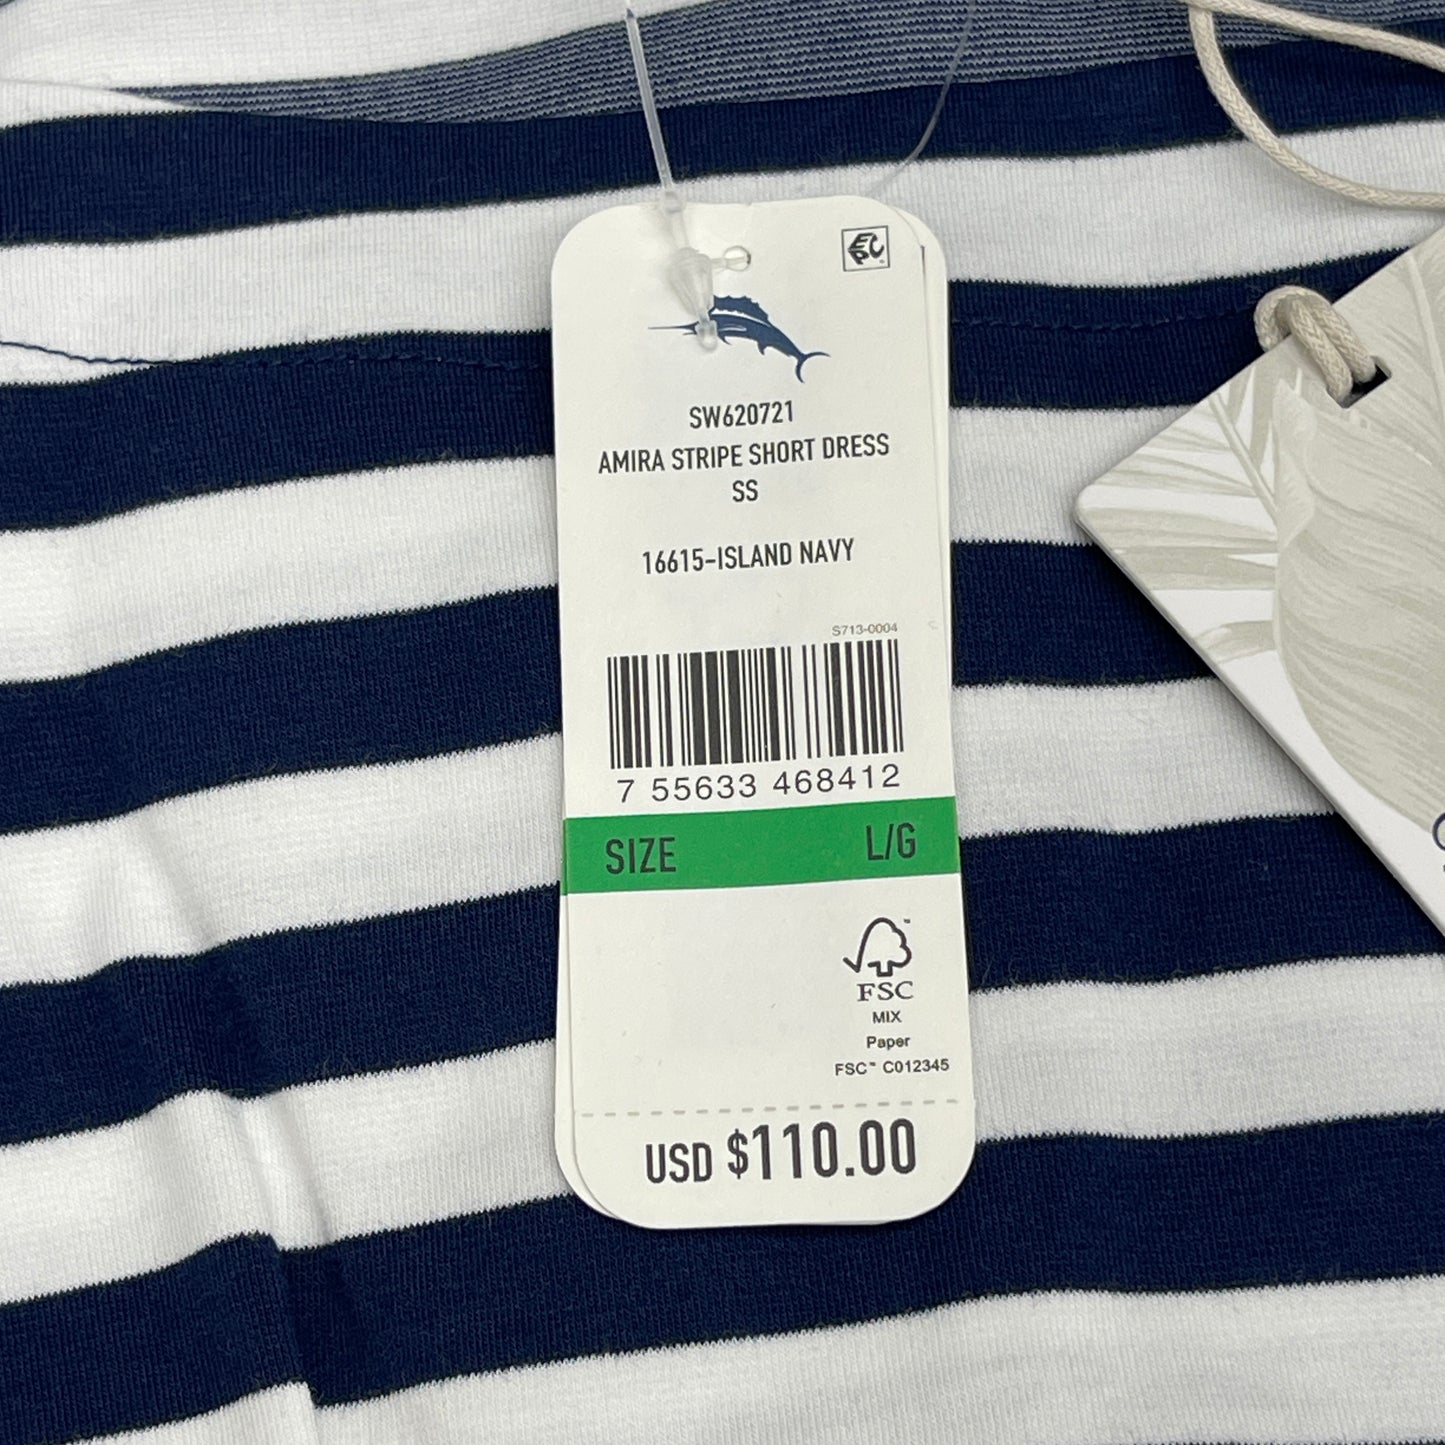 EPC
SW620721
AMIRA STRIPE SHORT DRESS
SS
16615-ISLAND NAVY
S713-0004
7 55633 468412
SIZE L/G
FSC
MIX
Paper
FSC™ C012345
USD $110.00